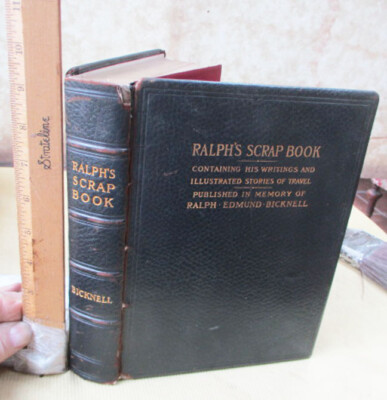 Strateline
RALPH'S
SCRAP
BOOK
BICKNELL
RALPH'S SCRAP BOOK
CONTAINING HIS WRITINGS AND
ILLUSTRATED STORIES OF TRAVEL
PUBLISHED IN MEMORY OF
RALPH · EDMUND · BICKNELL